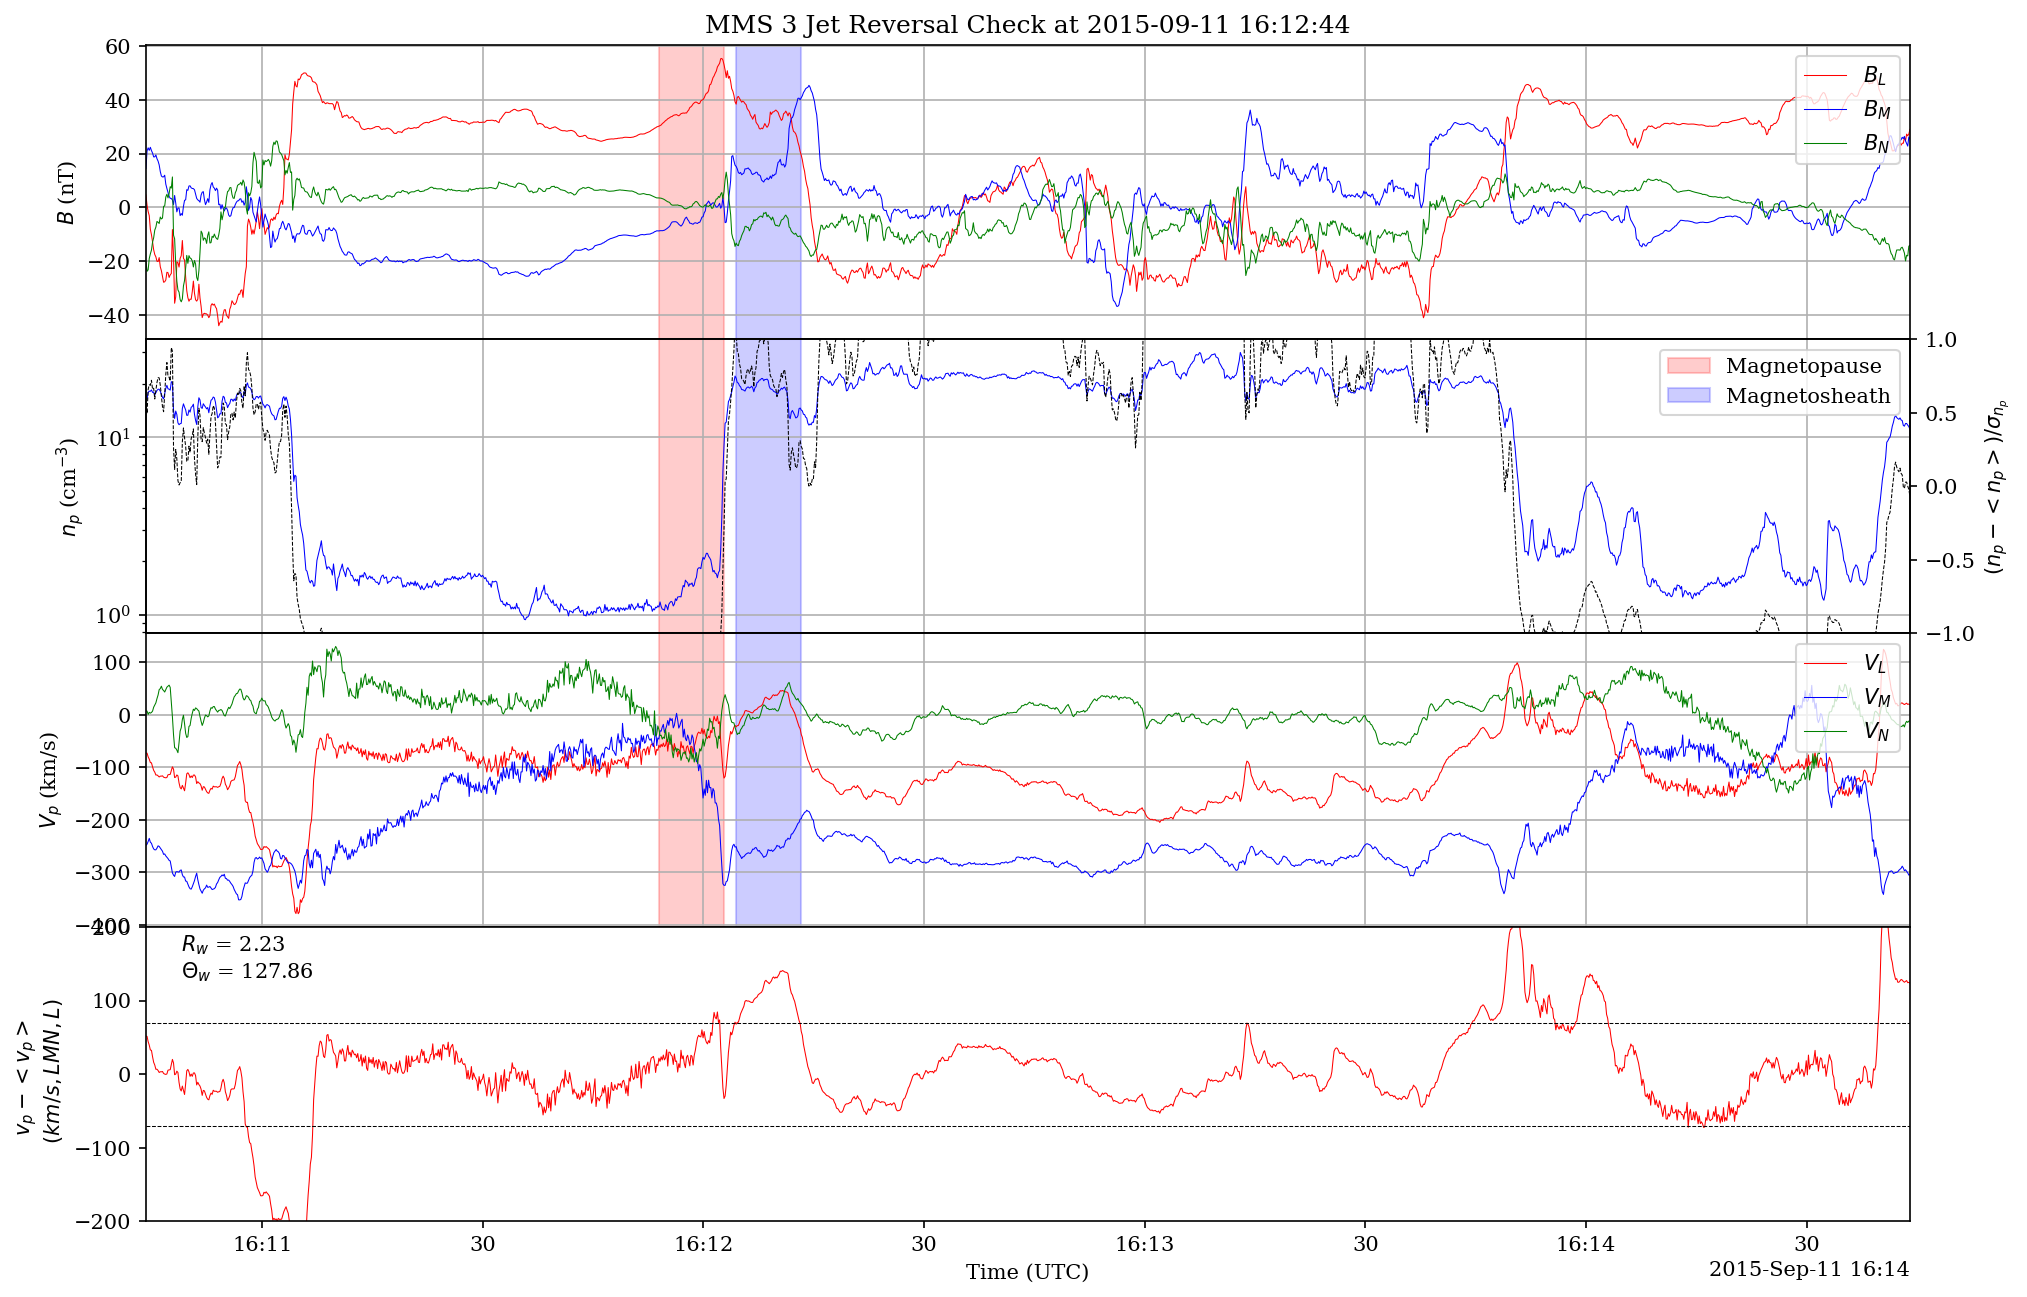 MMS 3 Jet Reversal Check at 2015-09-11 16:12:44
60
40
20
0
−20
−40
B (nT)
B_L
B_M
B_N
10^1
10^0
n_p (cm^{−3})
1.0
0.5
0.0
−0.5
−1.0
(n_p − < n_p >)/σ_{n_p}
Magnetopause
Magnetosheath
100
0
−100
−200
−300
−400
V_p (km/s)
V_L
V_M
V_N
200
100
0
−100
−200
v_p − < v_p >
(km/s, LMN, L)
R_w = 2.23
Θ_w = 127.86
16:11
30
16:12
30
16:13
30
16:14
30
Time (UTC)
2015-Sep-11 16:14